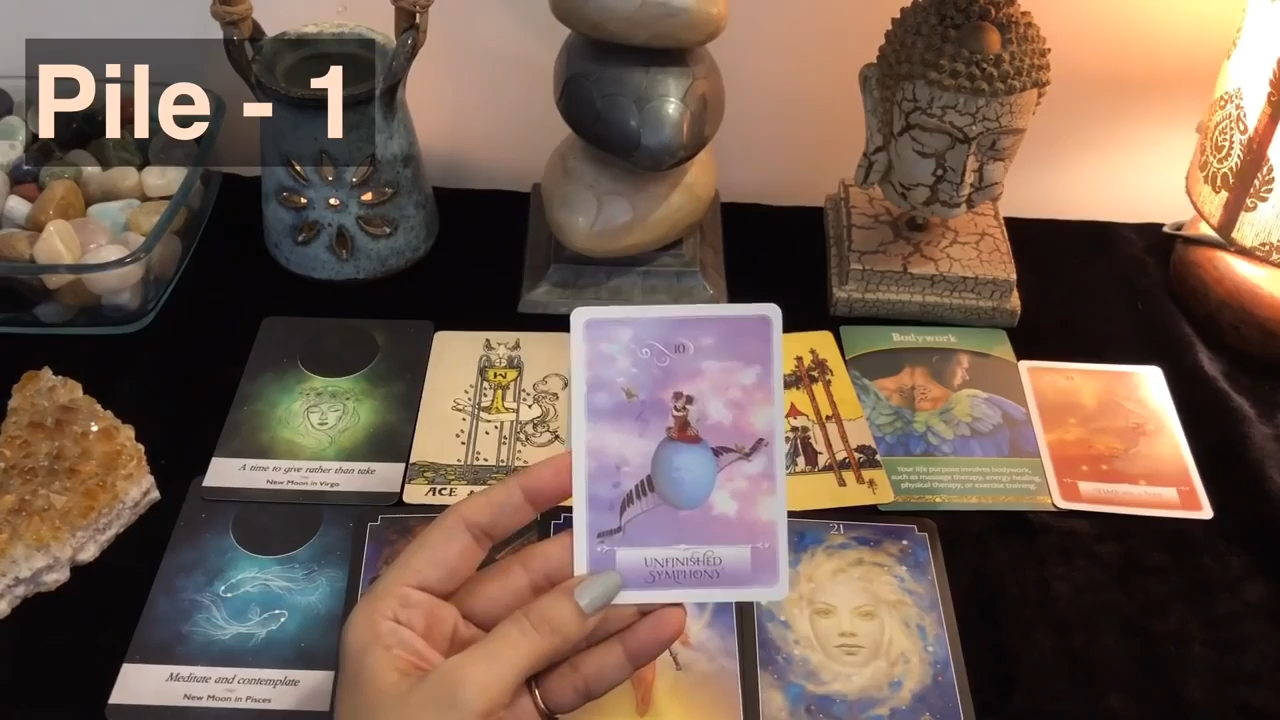 Pile - 1
10
UNFINISHED
SYMPHONY
A time to give rather than take
New Moon in Virgo
ACE
Bodywork
Your life purpose involves bodywork,
such as massage therapy, energy healing,
physical therapy, or exercise training.
Meditate and contemplate
New Moon in Pisces
21